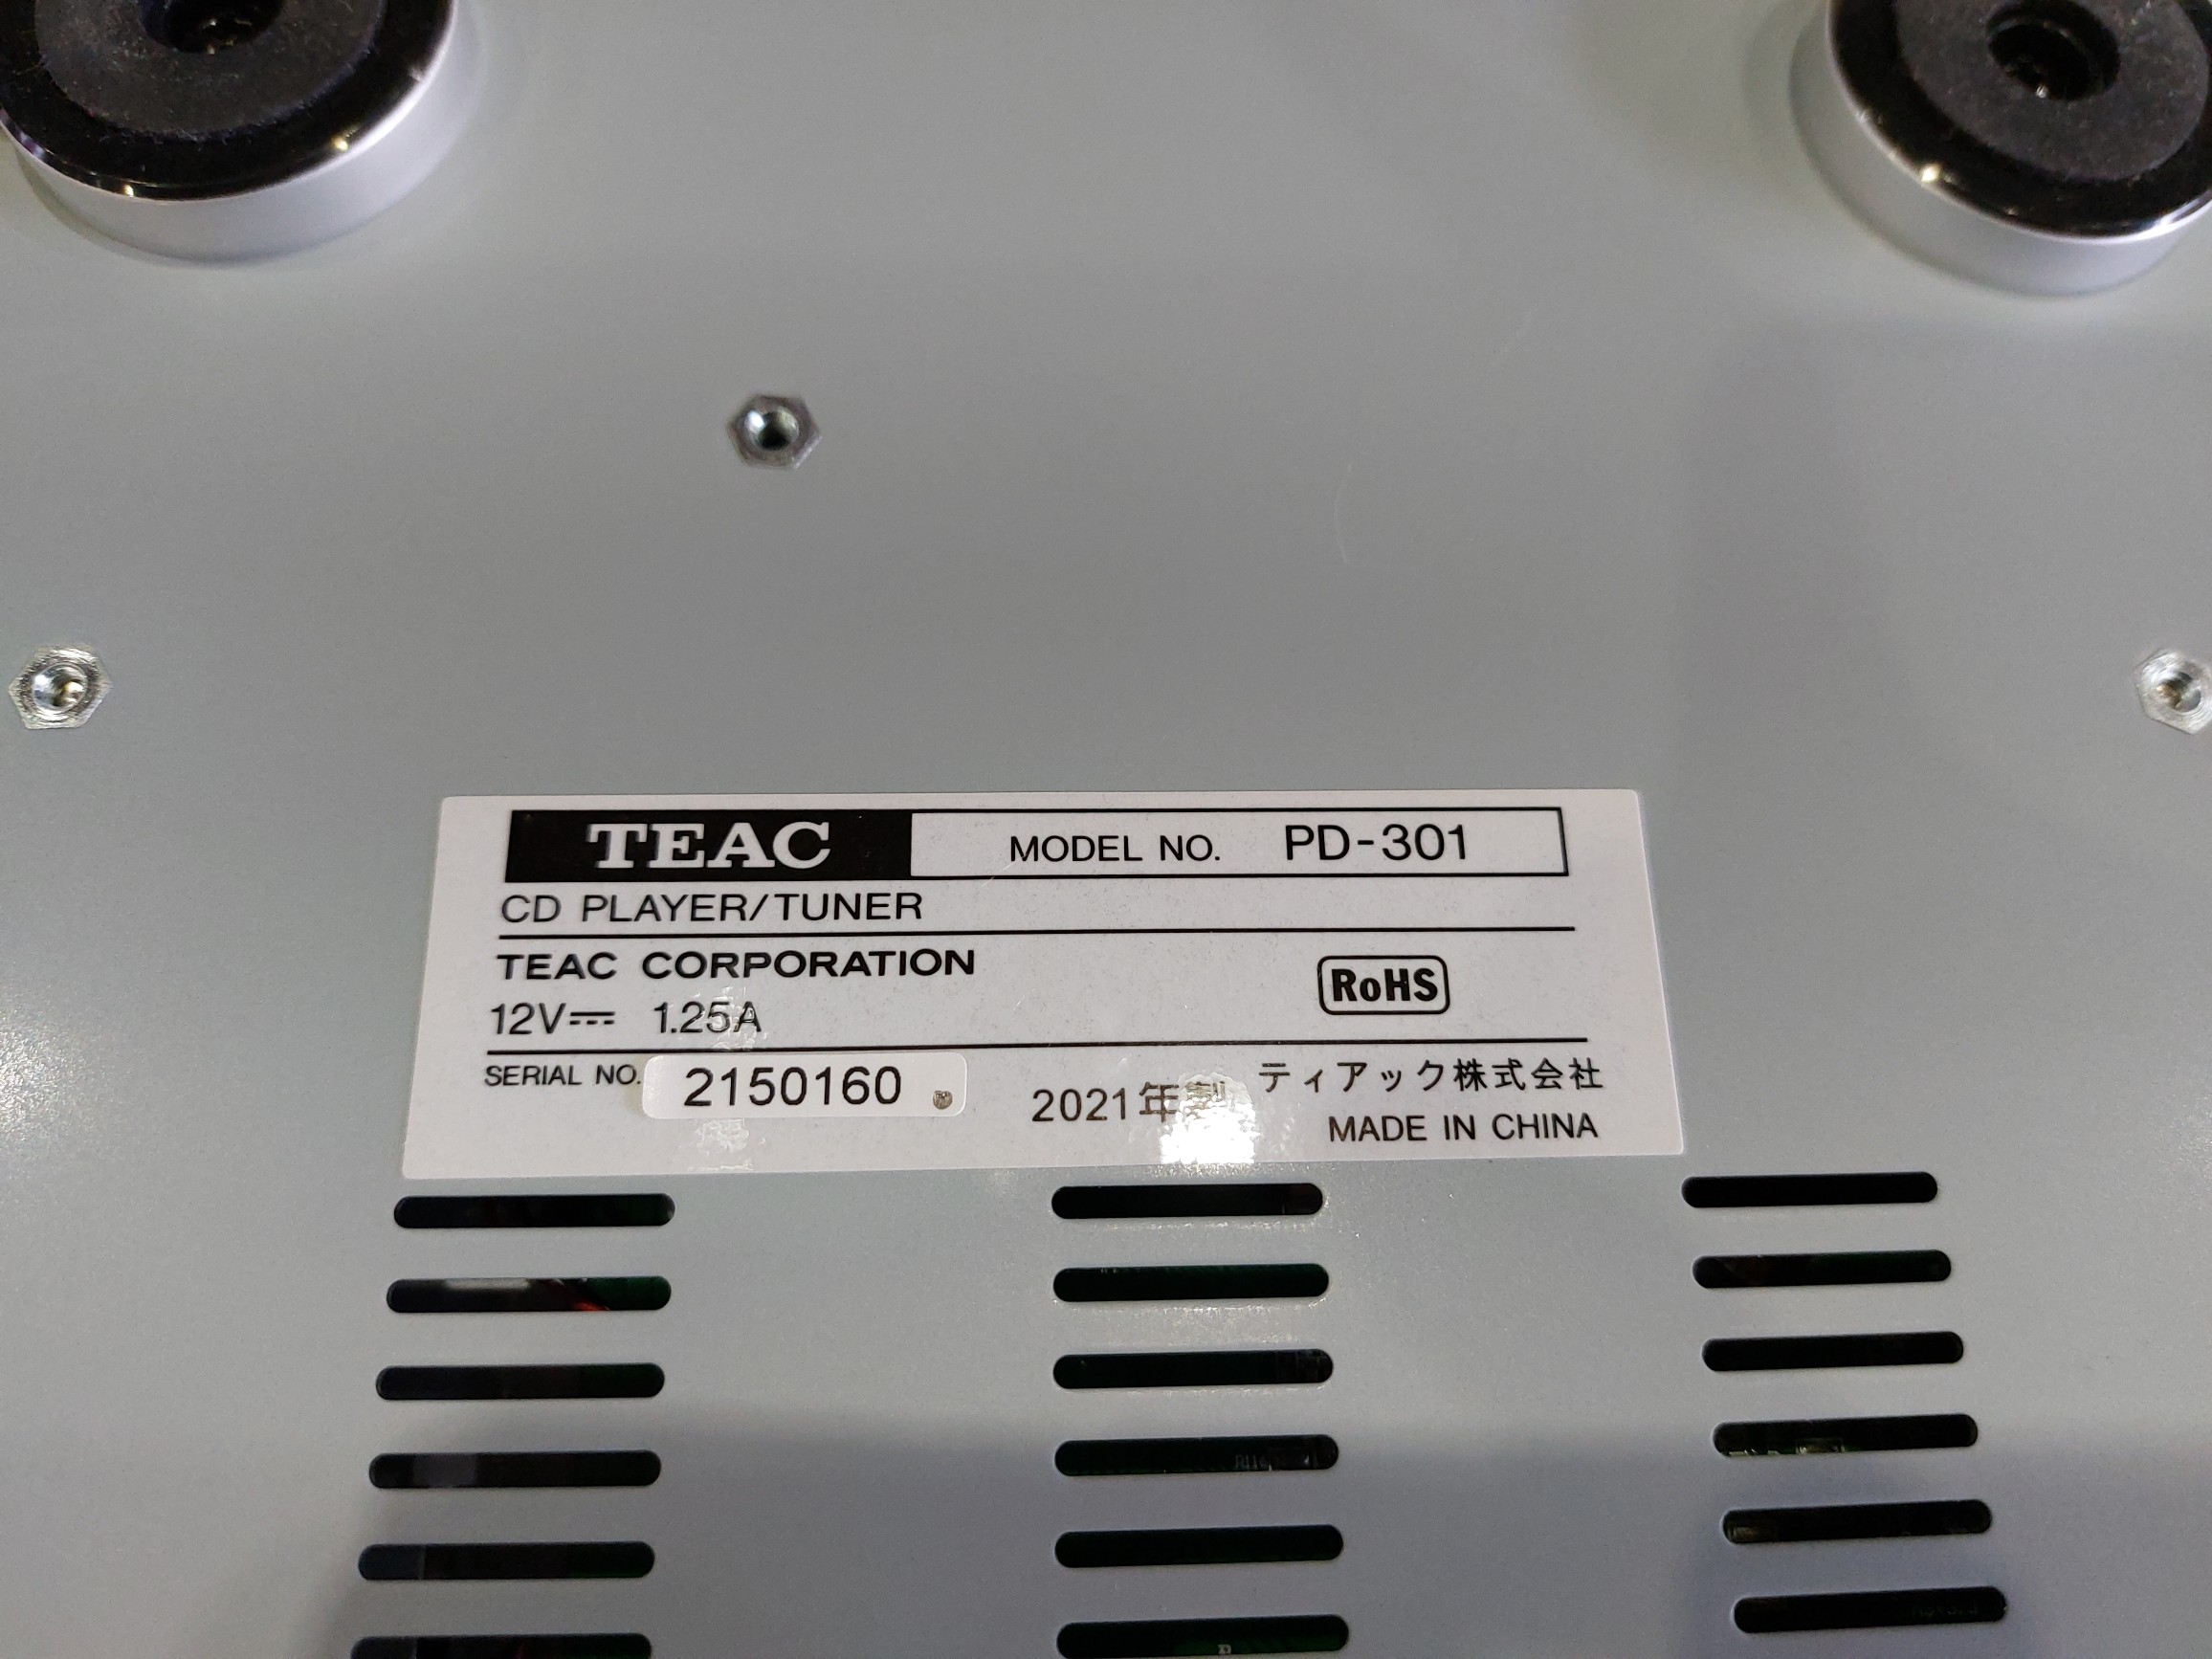 TEAC MODEL NO. PD-301
CD PLAYER/TUNER
TEAC CORPORATION
RoHS
12V⎓ 1.25A
SERIAL NO. 2150160
2021年製
ティアック株式会社
MADE IN CHINA